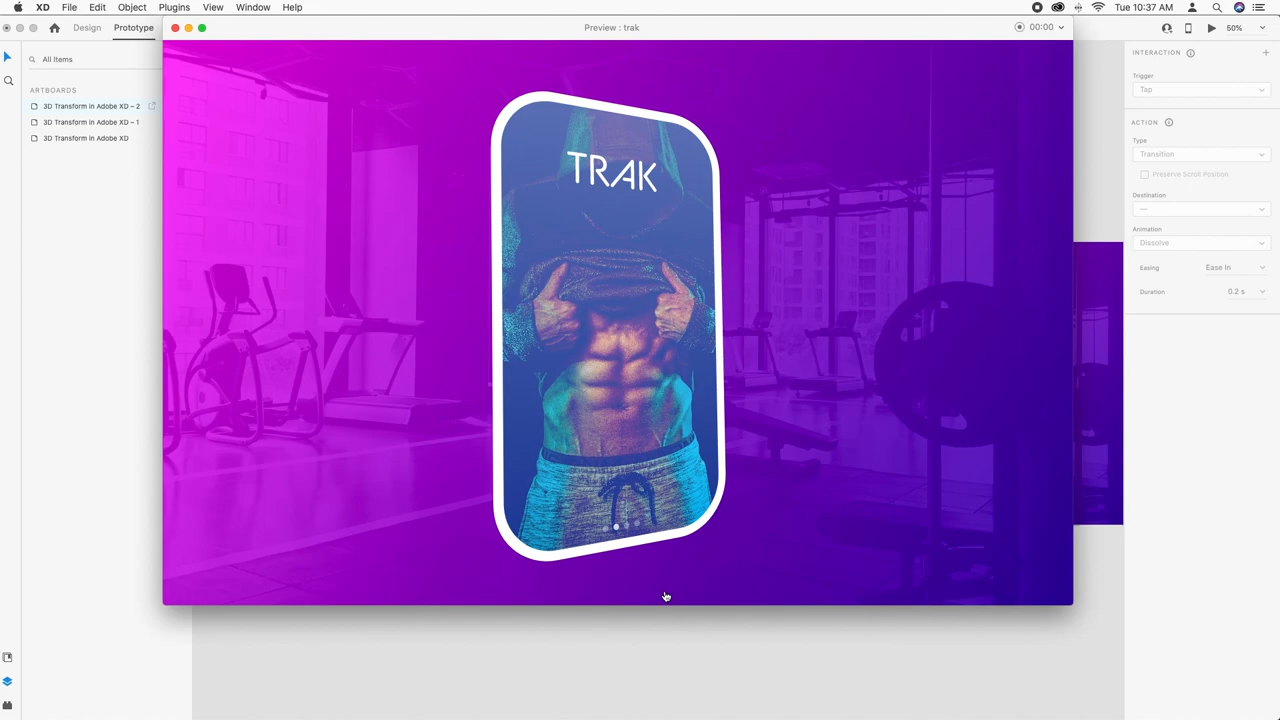 XD File Edit Object Plugins View Window Help Tue 10:37 AM
Design Prototype Preview : trak 00:00 50%
All Items
ARTBOARDS
3D Transform in Adobe XD – 2
3D Transform in Adobe XD – 1
3D Transform in Adobe XD
TRAK
INTERACTION
Trigger
Tap
ACTION
Type
Transition
Preserve Scroll Position
Destination
—
Animation
Dissolve
Easing Ease In
Duration 0.2 s